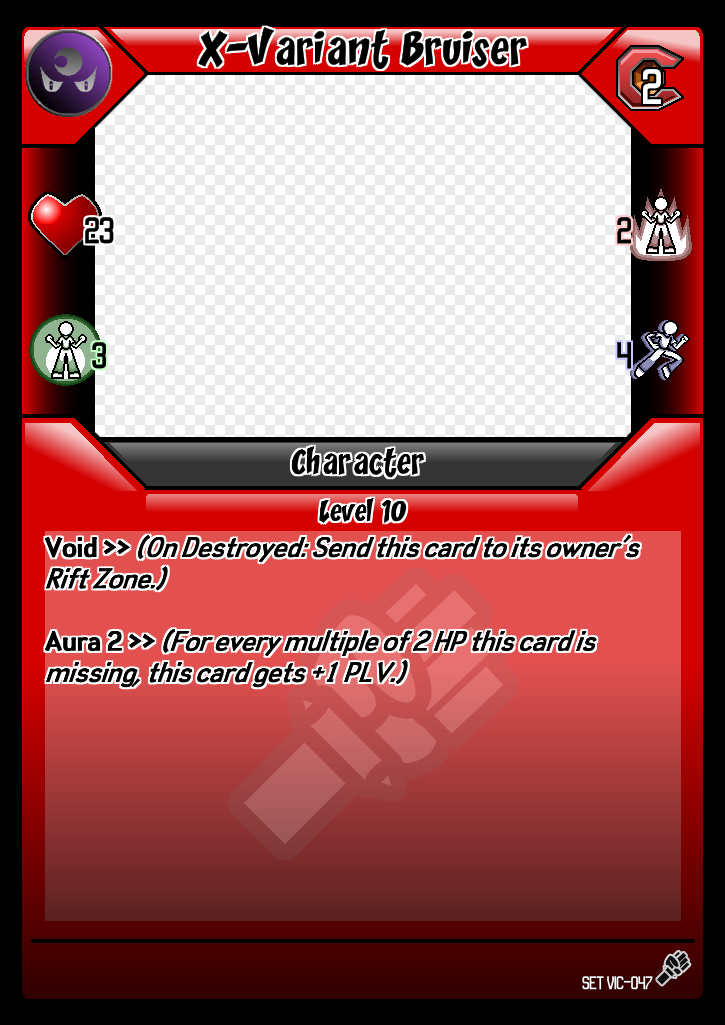 X-Variant Bruiser
2
23
2
3
4
Character
Level 10
Void >> (On Destroyed: Send this card to its owner's
Rift Zone.)
Aura 2 >> (For every multiple of 2 HP this card is
missing, this card gets +1 PLV.)
SET VIC-047